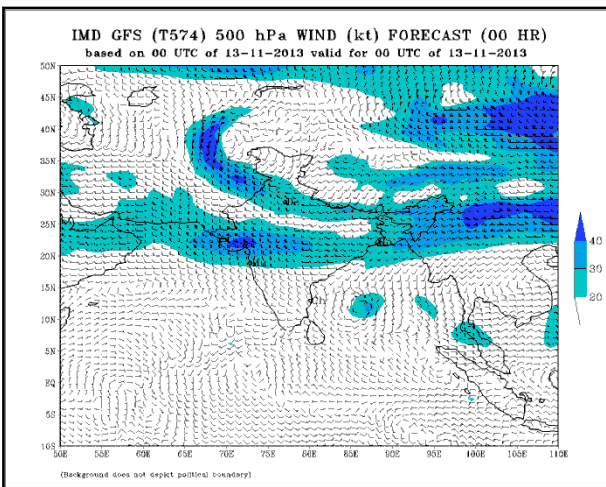 IMD GFS (T574) 500 hPa WIND (kt) FORECAST (00 HR)
based on 00 UTC of 13-11-2013 valid for 00 UTC of 13-11-2013
50N
45N
40N
35N
30N
25N
20N
15N
10N
5N
EQ
5S
10S
50E 55E 60E 65E 70E 75E 80E 85E 90E 95E 100E 105E 110E
40
30
20
(Background does not depict political boundary)